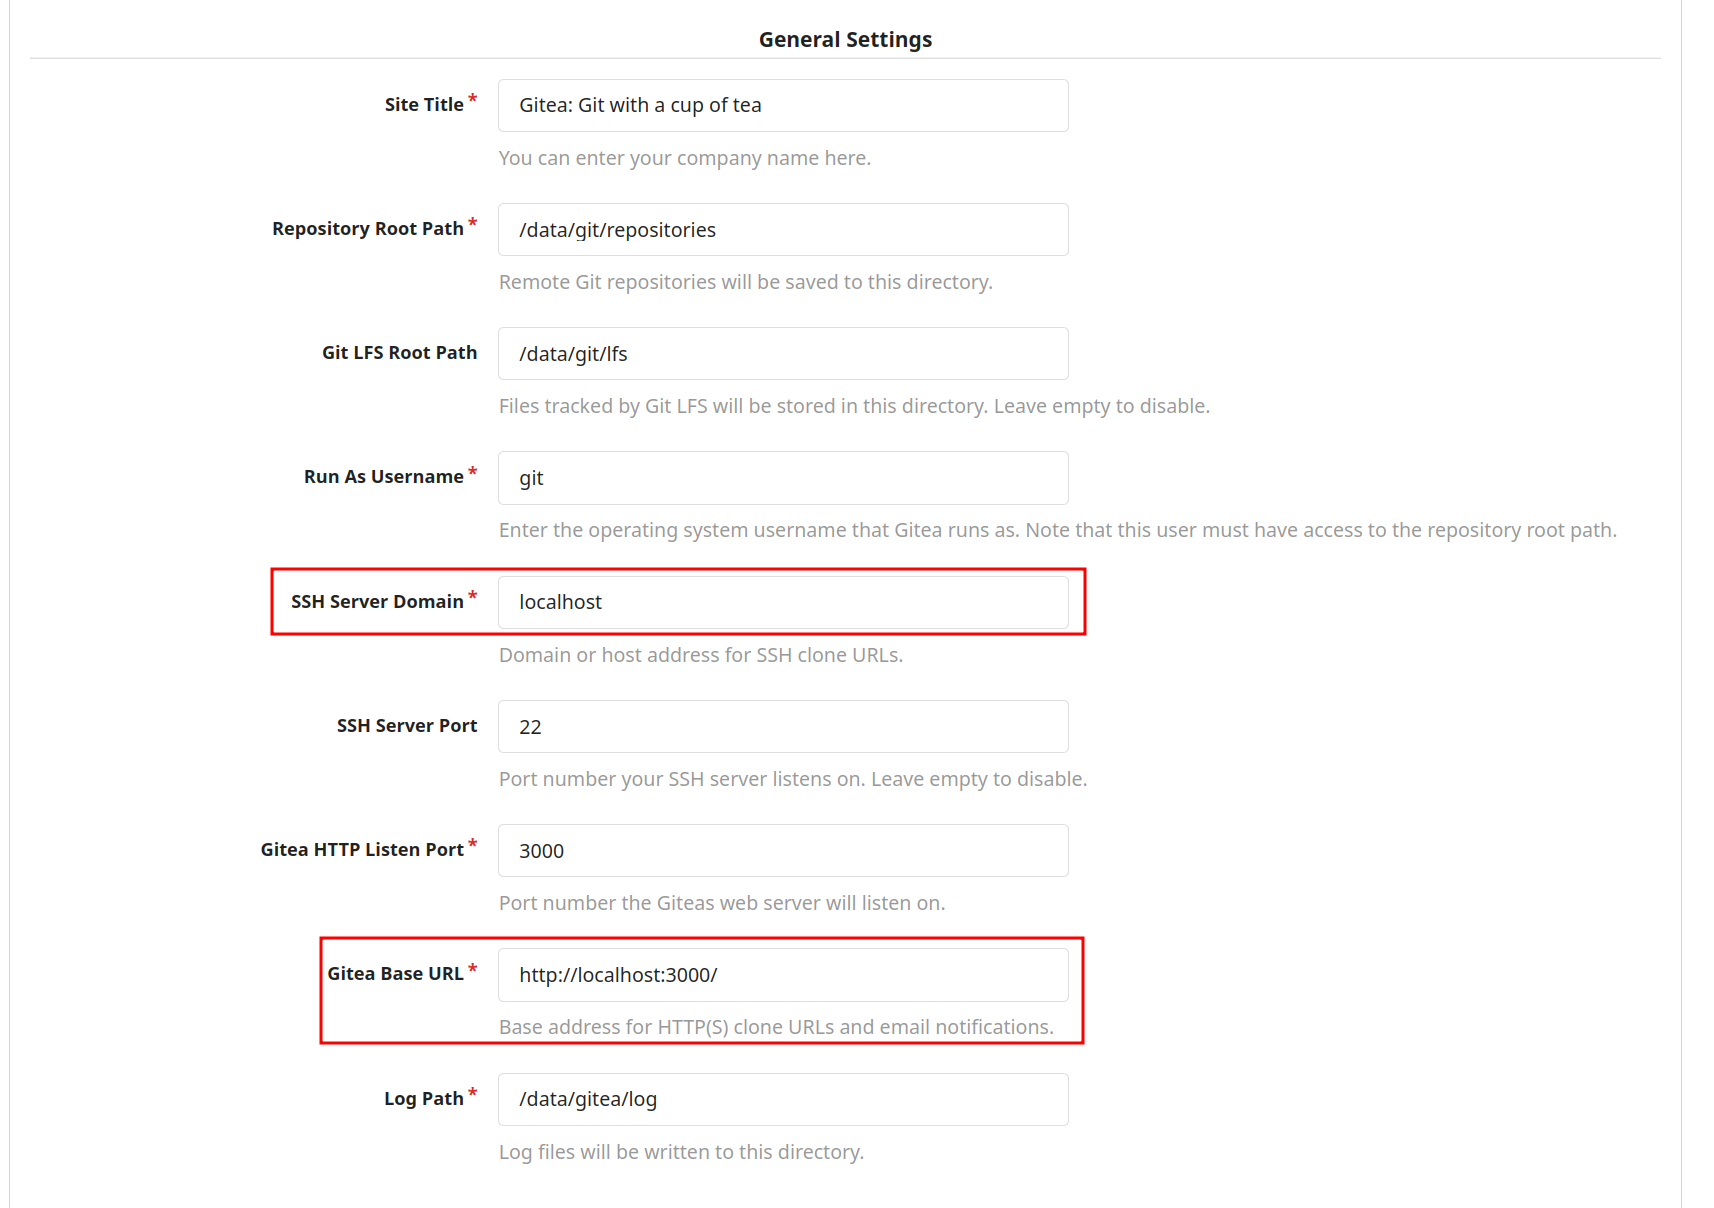 General Settings
Site Title *
Gitea: Git with a cup of tea
You can enter your company name here.
Repository Root Path *
/data/git/repositories
Remote Git repositories will be saved to this directory.
Git LFS Root Path
/data/git/lfs
Files tracked by Git LFS will be stored in this directory. Leave empty to disable.
Run As Username *
git
Enter the operating system username that Gitea runs as. Note that this user must have access to the repository root path.
SSH Server Domain *
localhost
Domain or host address for SSH clone URLs.
SSH Server Port
22
Port number your SSH server listens on. Leave empty to disable.
Gitea HTTP Listen Port *
3000
Port number the Giteas web server will listen on.
Gitea Base URL *
http://localhost:3000/
Base address for HTTP(S) clone URLs and email notifications.
Log Path *
/data/gitea/log
Log files will be written to this directory.